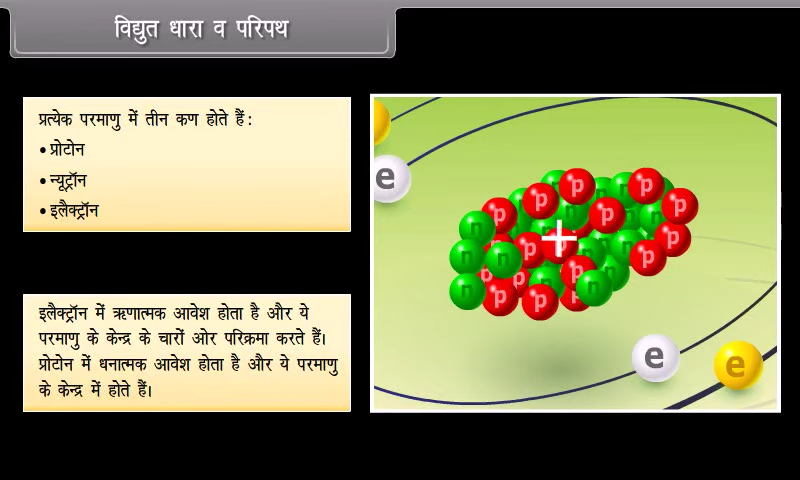 विद्युत धारा व परिपथ
प्रत्येक परमाणु में तीन कण होते हैं:
•प्रोटोन
•न्यूट्रॉन
•इलैक्ट्रॉन
इलैक्ट्रॉन में ऋणात्मक आवेश होता है और ये
परमाणु के केन्द्र के चारों ओर परिक्रमा करते हैं।
प्रोटोन में धनात्मक आवेश होता है और ये परमाणु
के केन्द्र में होते हैं।
e
n n n
p p p p
n n n n
p p p
n n p p n n
n p n p p
n p p n p n
e
e